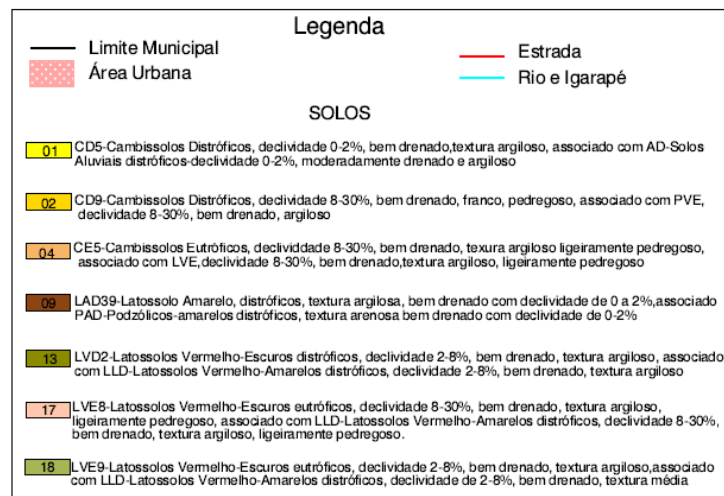 Legenda
Limite Municipal
Estrada
Área Urbana
Rio e Igarapé
SOLOS
01 CD5-Cambissolos Distróficos, declividade 0-2%, bem drenado,textura argiloso, associado com AD-Solos
Aluviais distróficos-declividade 0-2%, moderadamente drenado e argiloso
02 CD9-Cambissolos Distróficos, declividade 8-30%, bem drenado, franco, pedregoso, associado com PVE,
declividade 8-30%, bem drenado, argiloso
04 CE5-Cambissolos Eutróficos, declividdade 8-30%, bem drenado, texura argiloso ligeiramente pedregoso,
associado com LVE,declividade 8-30%, bem drenado,textura argiloso, ligeiramente pedregoso
09 LAD39-Latossolo Amarelo, distróficos, textura argilosa, bem drenado com declividade de 0 a 2%,associado
PAD-Podzólicos-amarelos distróficos, textura arenosa bem drenado com declividade de 0-2%
13 LVD2-Latossolos Vermelho-Escuros distróficos, declividade 2-8%, bem drenado, textura argiloso, associado
com LLD-Latossolos Vermelho-Amarelos distróficos, declividade 2-8%, bem drenado, textura argiloso
17 LVE8-Latossolos Vermelho-Escuros eutróficos, declividade 8-30%, bem drenado, textura argiloso,
ligeiramente pedregoso, associado com LLD-Latossolos Vermelho-Amarelos distróficos, declividade 8-30%,
bem drenado, textura argiloso, ligeiramente pedregoso.
18 LVE9-Latossolos Vermelho-Escuros eutróficos, declividade 2-8%, bem drenado, textura argiloso,associado
com LLD-Latossolos Vermelho-Amarelos distróficos, declividade de 2-8%, bem drenado, textura média